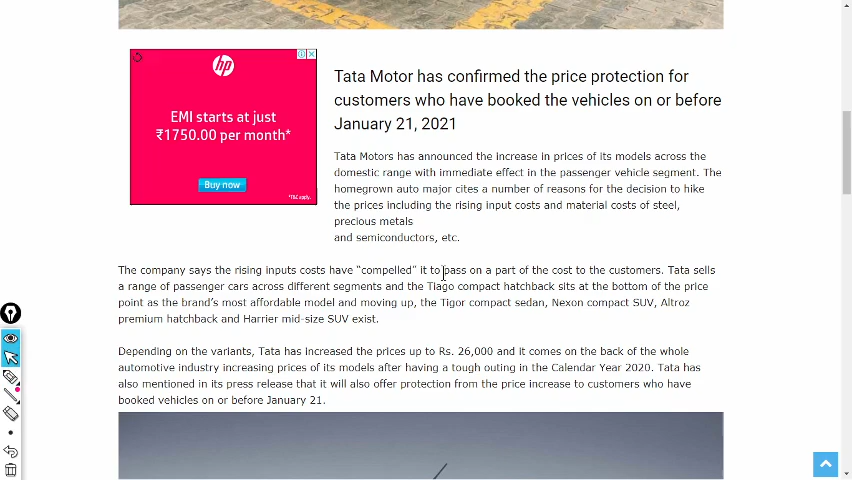 hp
EMI starts at just
₹1750.00 per month*
Buy now
*T&C apply.
Tata Motor has confirmed the price protection for
customers who have booked the vehicles on or before
January 21, 2021
Tata Motors has announced the increase in prices of its models across the
domestic range with immediate effect in the passenger vehicle segment. The
homegrown auto major cites a number of reasons for the decision to hike
the prices including the rising input costs and material costs of steel,
precious metals
and semiconductors, etc.
The company says the rising inputs costs have “compelled” it to pass on a part of the cost to the customers. Tata sells
a range of passenger cars across different segments and the Tiago compact hatchback sits at the bottom of the price
point as the brand’s most affordable model and moving up, the Tigor compact sedan, Nexon compact SUV, Altroz
premium hatchback and Harrier mid-size SUV exist.
Depending on the variants, Tata has increased the prices up to Rs. 26,000 and it comes on the back of the whole
automotive industry increasing prices of its models after having a tough outing in the Calendar Year 2020. Tata has
also mentioned in its press release that it will also offer protection from the price increase to customers who have
booked vehicles on or before January 21.